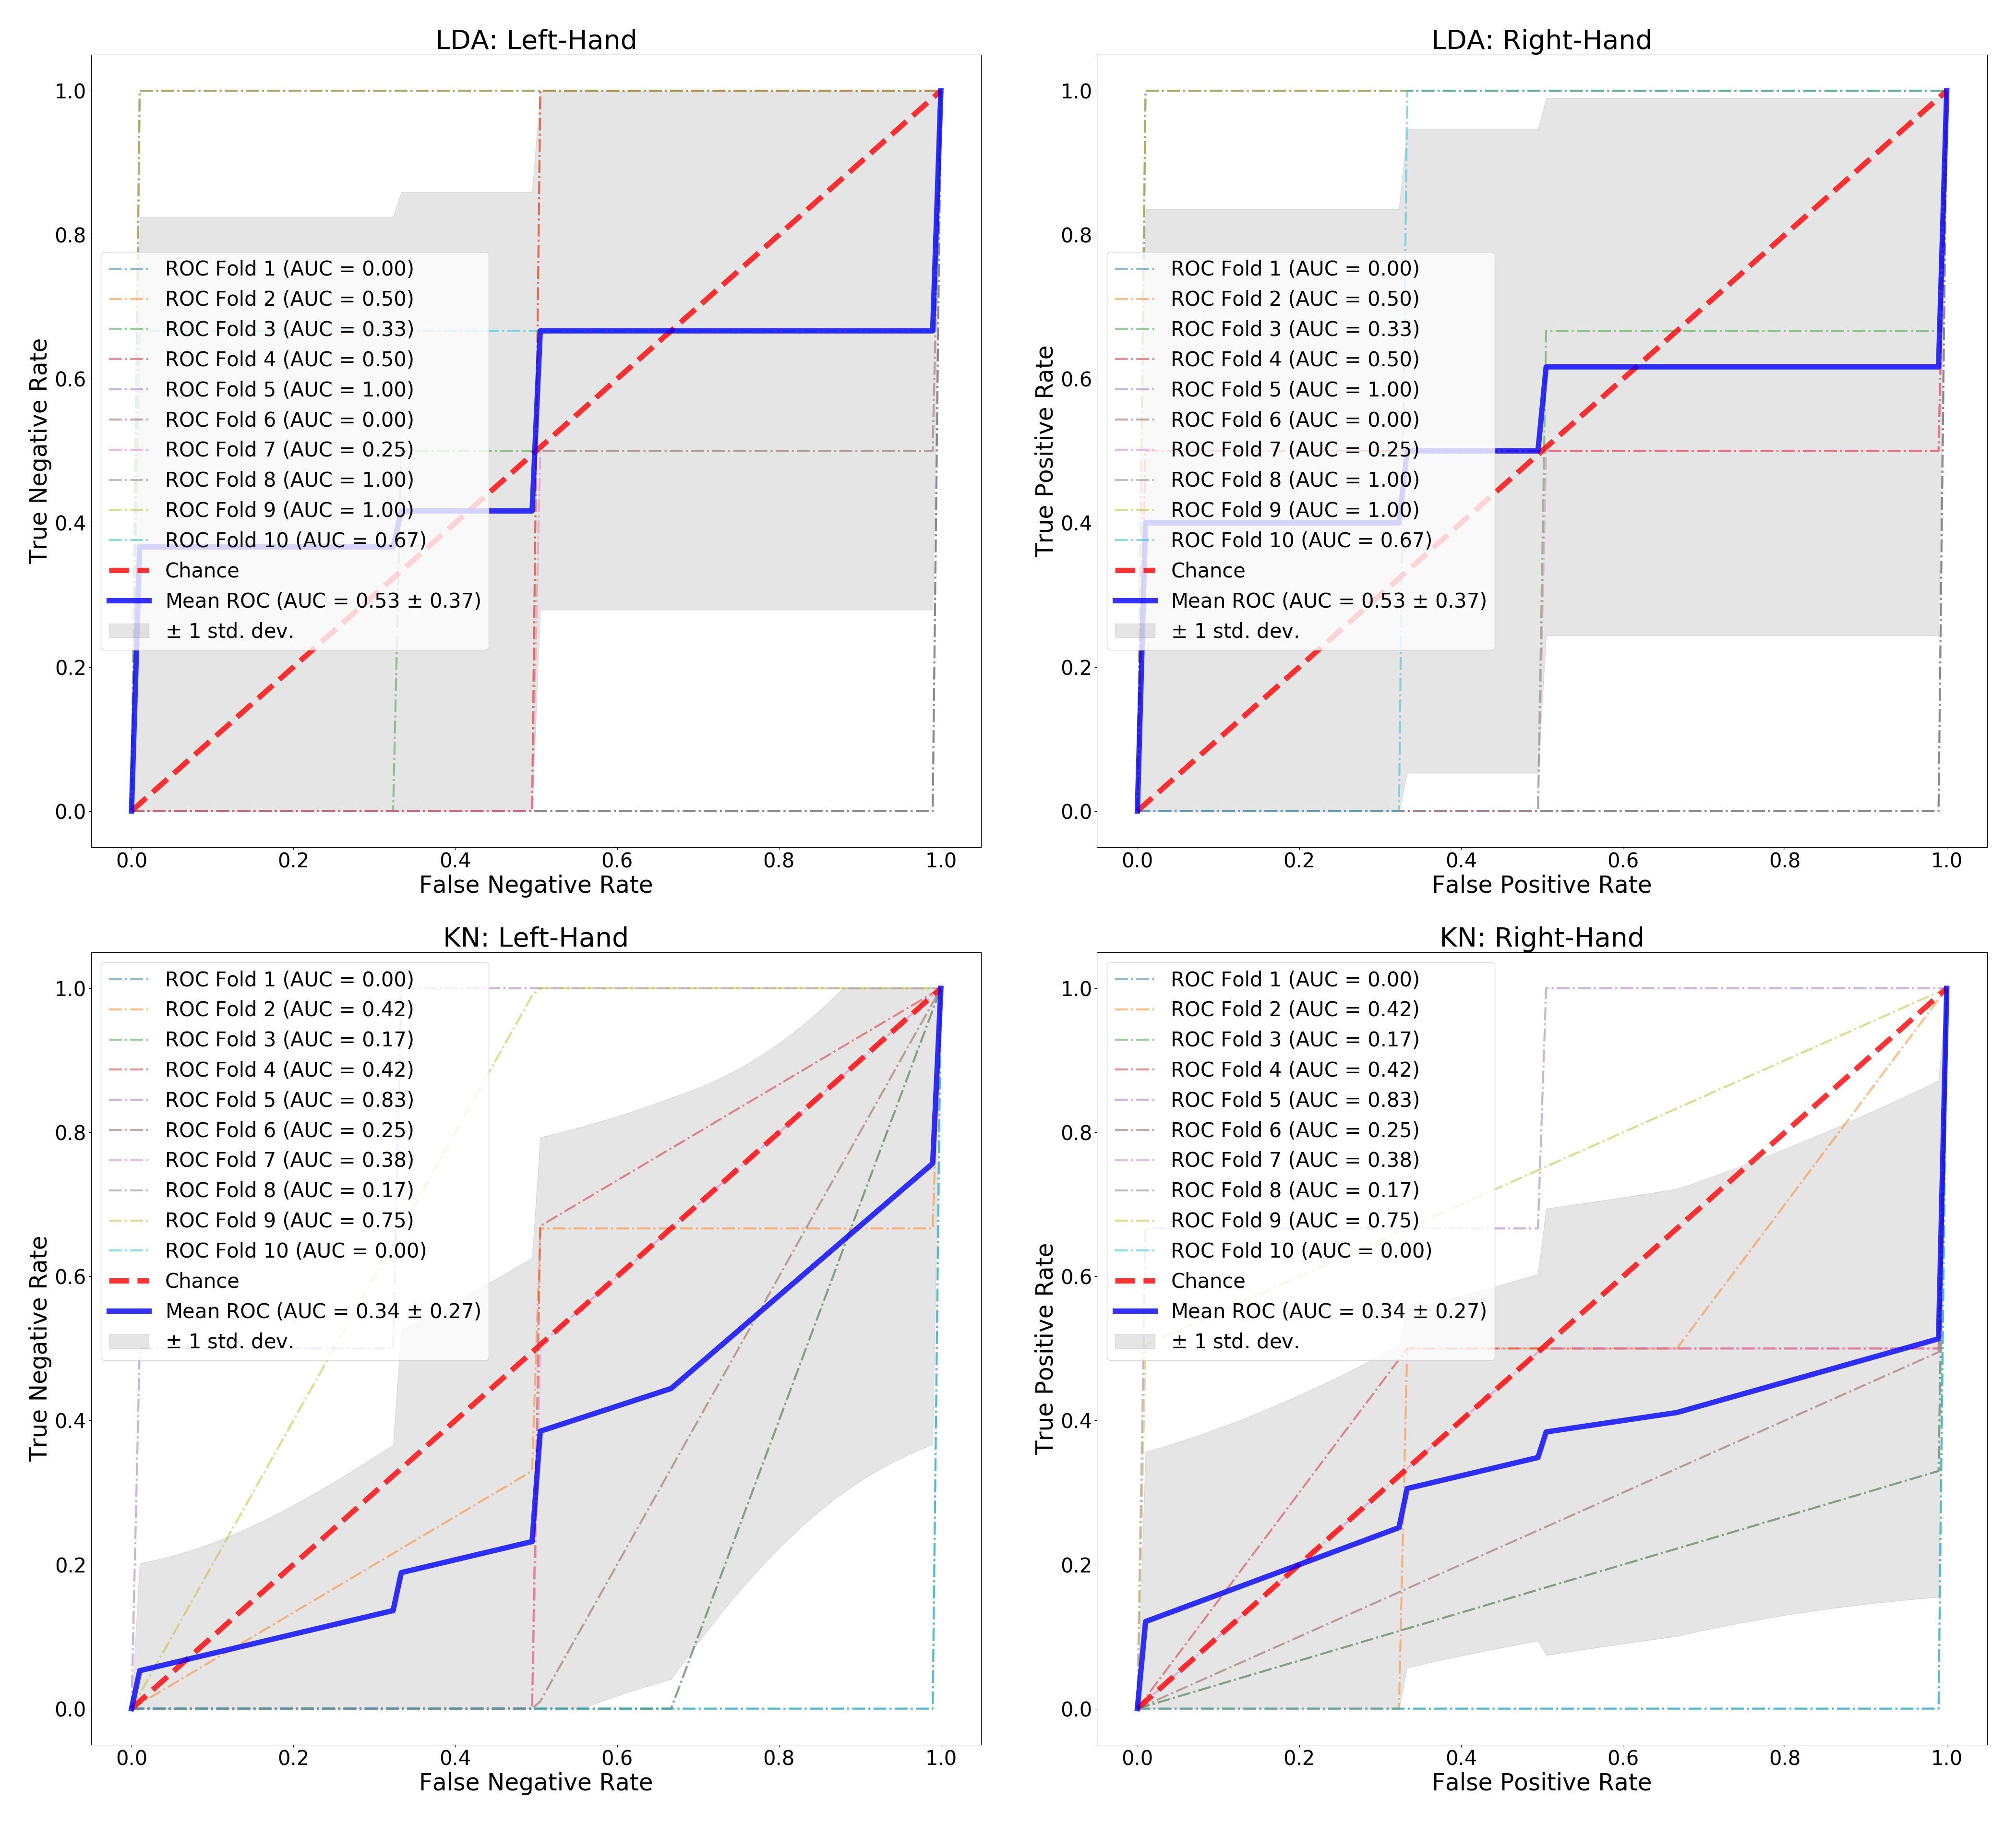 LDA: Left-Hand
True Negative Rate
1.0
0.8
0.6
0.4
0.2
0.0
ROC Fold 1 (AUC = 0.00)
ROC Fold 2 (AUC = 0.50)
ROC Fold 3 (AUC = 0.33)
ROC Fold 4 (AUC = 0.50)
ROC Fold 5 (AUC = 1.00)
ROC Fold 6 (AUC = 0.00)
ROC Fold 7 (AUC = 0.25)
ROC Fold 8 (AUC = 1.00)
ROC Fold 9 (AUC = 1.00)
ROC Fold 10 (AUC = 0.67)
Chance
Mean ROC (AUC = 0.53 ± 0.37)
± 1 std. dev.
0.0 0.2 0.4 0.6 0.8 1.0
False Negative Rate
LDA: Right-Hand
True Positive Rate
1.0
0.8
0.6
0.4
0.2
0.0
ROC Fold 1 (AUC = 0.00)
ROC Fold 2 (AUC = 0.50)
ROC Fold 3 (AUC = 0.33)
ROC Fold 4 (AUC = 0.50)
ROC Fold 5 (AUC = 1.00)
ROC Fold 6 (AUC = 0.00)
ROC Fold 7 (AUC = 0.25)
ROC Fold 8 (AUC = 1.00)
ROC Fold 9 (AUC = 1.00)
ROC Fold 10 (AUC = 0.67)
Chance
Mean ROC (AUC = 0.53 ± 0.37)
± 1 std. dev.
0.0 0.2 0.4 0.6 0.8 1.0
False Positive Rate
KN: Left-Hand
True Negative Rate
1.0
0.8
0.6
0.4
0.2
0.0
ROC Fold 1 (AUC = 0.00)
ROC Fold 2 (AUC = 0.42)
ROC Fold 3 (AUC = 0.17)
ROC Fold 4 (AUC = 0.42)
ROC Fold 5 (AUC = 0.83)
ROC Fold 6 (AUC = 0.25)
ROC Fold 7 (AUC = 0.38)
ROC Fold 8 (AUC = 0.17)
ROC Fold 9 (AUC = 0.75)
ROC Fold 10 (AUC = 0.00)
Chance
Mean ROC (AUC = 0.34 ± 0.27)
± 1 std. dev.
0.0 0.2 0.4 0.6 0.8 1.0
False Negative Rate
KN: Right-Hand
True Positive Rate
1.0
0.8
0.6
0.4
0.2
0.0
ROC Fold 1 (AUC = 0.00)
ROC Fold 2 (AUC = 0.42)
ROC Fold 3 (AUC = 0.17)
ROC Fold 4 (AUC = 0.42)
ROC Fold 5 (AUC = 0.83)
ROC Fold 6 (AUC = 0.25)
ROC Fold 7 (AUC = 0.38)
ROC Fold 8 (AUC = 0.17)
ROC Fold 9 (AUC = 0.75)
ROC Fold 10 (AUC = 0.00)
Chance
Mean ROC (AUC = 0.34 ± 0.27)
± 1 std. dev.
0.0 0.2 0.4 0.6 0.8 1.0
False Positive Rate